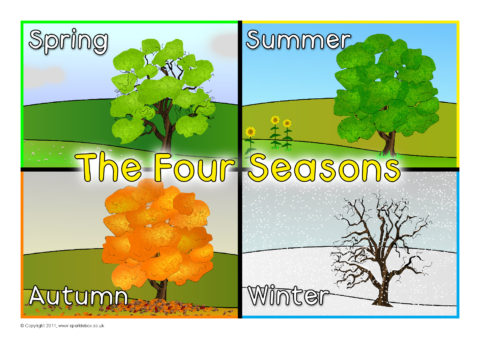 Spring
Summer
The Four Seasons
Autumn
Winter
© Copyright 2011, www.sparklebox.co.uk